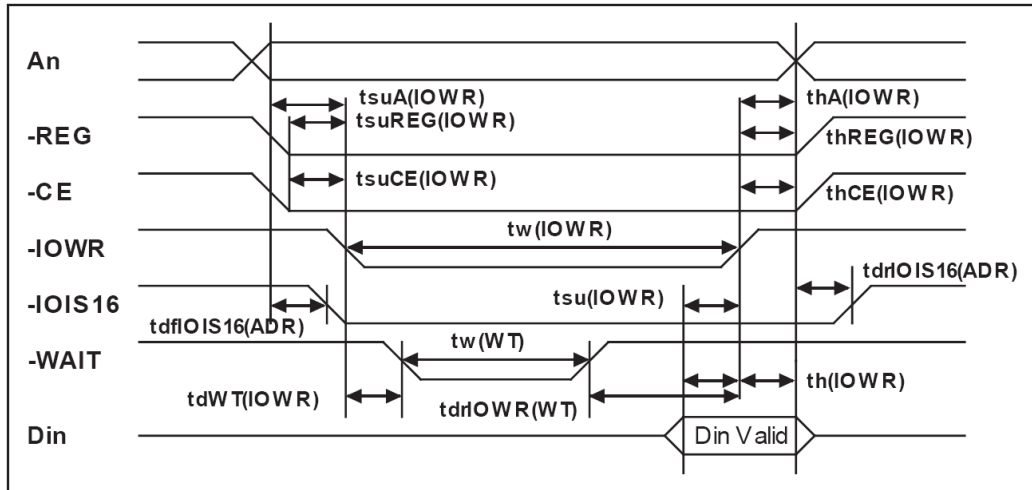 An
tsuA(IOWR)
thA(IOWR)
tsuREG(IOWR)
-REG
thREG(IOWR)
tsuCE(IOWR)
-CE
thCE(IOWR)
tw(IOWR)
-IOWR
tdrIOIS16(ADR)
-IOIS16
tsu(IOWR)
tdfIOIS16(ADR)
tw(WT)
-WAIT
th(IOWR)
tdWT(IOWR)
tdrIOWR(WT)
Din
Din Valid